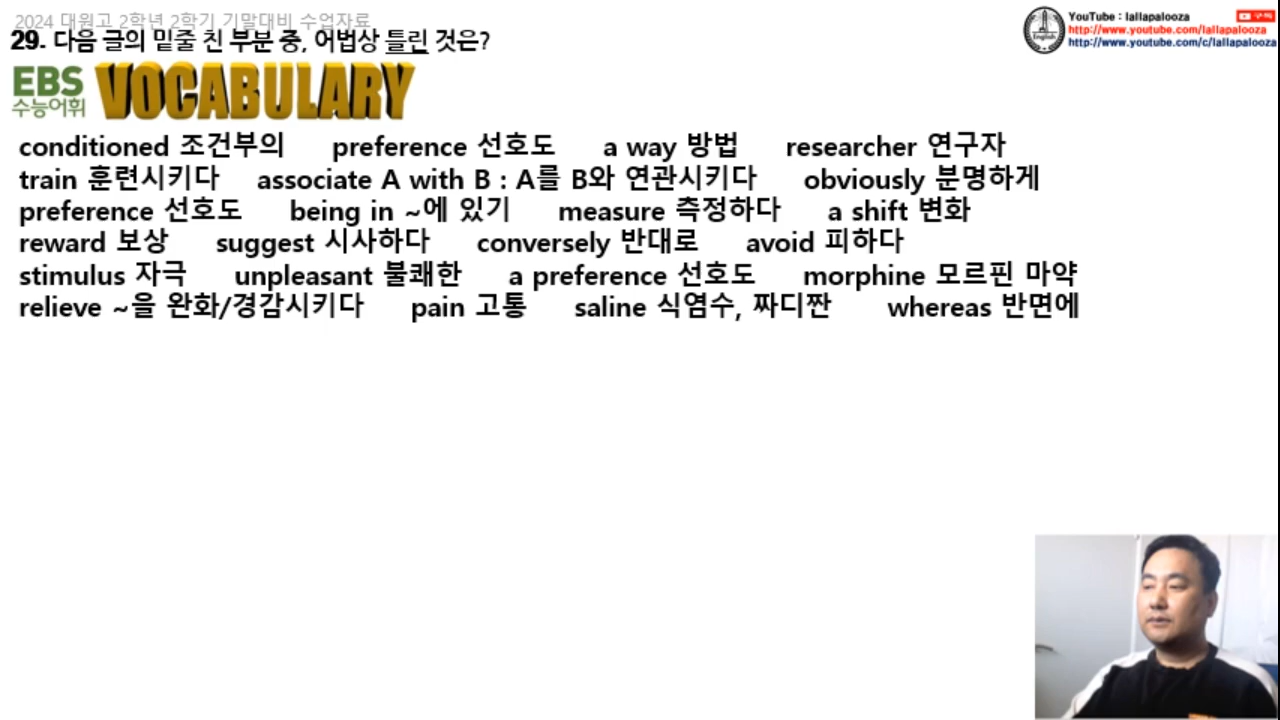 2024 대원고 2학년 2학기 기말대비 수업자료
29. 다음 글의 밑줄 친 부분 중, 어법상 틀린 것은?
YouTube : lallapalooza
구독
http://www.youtube.com/lallapalooza
http://www.youtube.com/c/lallapalooza
English
EBS 수능어휘 VOCABULARY
conditioned 조건부의 preference 선호도 a way 방법 researcher 연구자
train 훈련시키다 associate A with B : A를 B와 연관시키다 obviously 분명하게
preference 선호도 being in ~에 있기 measure 측정하다 a shift 변화
reward 보상 suggest 시사하다 conversely 반대로 avoid 피하다
stimulus 자극 unpleasant 불쾌한 a preference 선호도 morphine 모르핀 마약
relieve ~을 완화/경감시키다 pain 고통 saline 식염수, 짜디짠 whereas 반면에